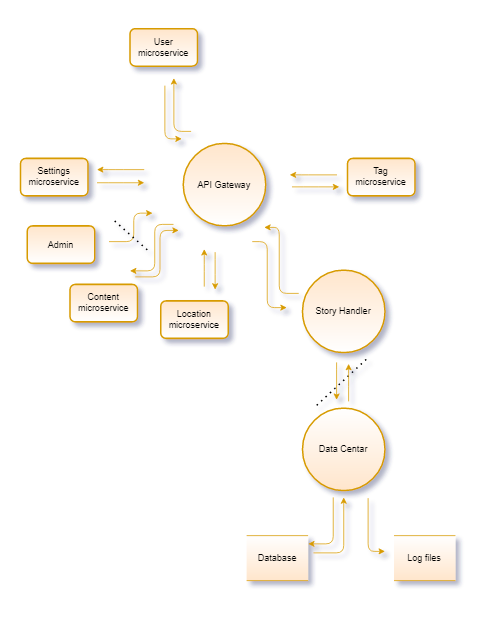 User
microservice
Settings
microservice
API Gateway
Tag
microservice
Admin
Content
microservice
Location
microservice
Story Handler
Data Centar
Database
Log files